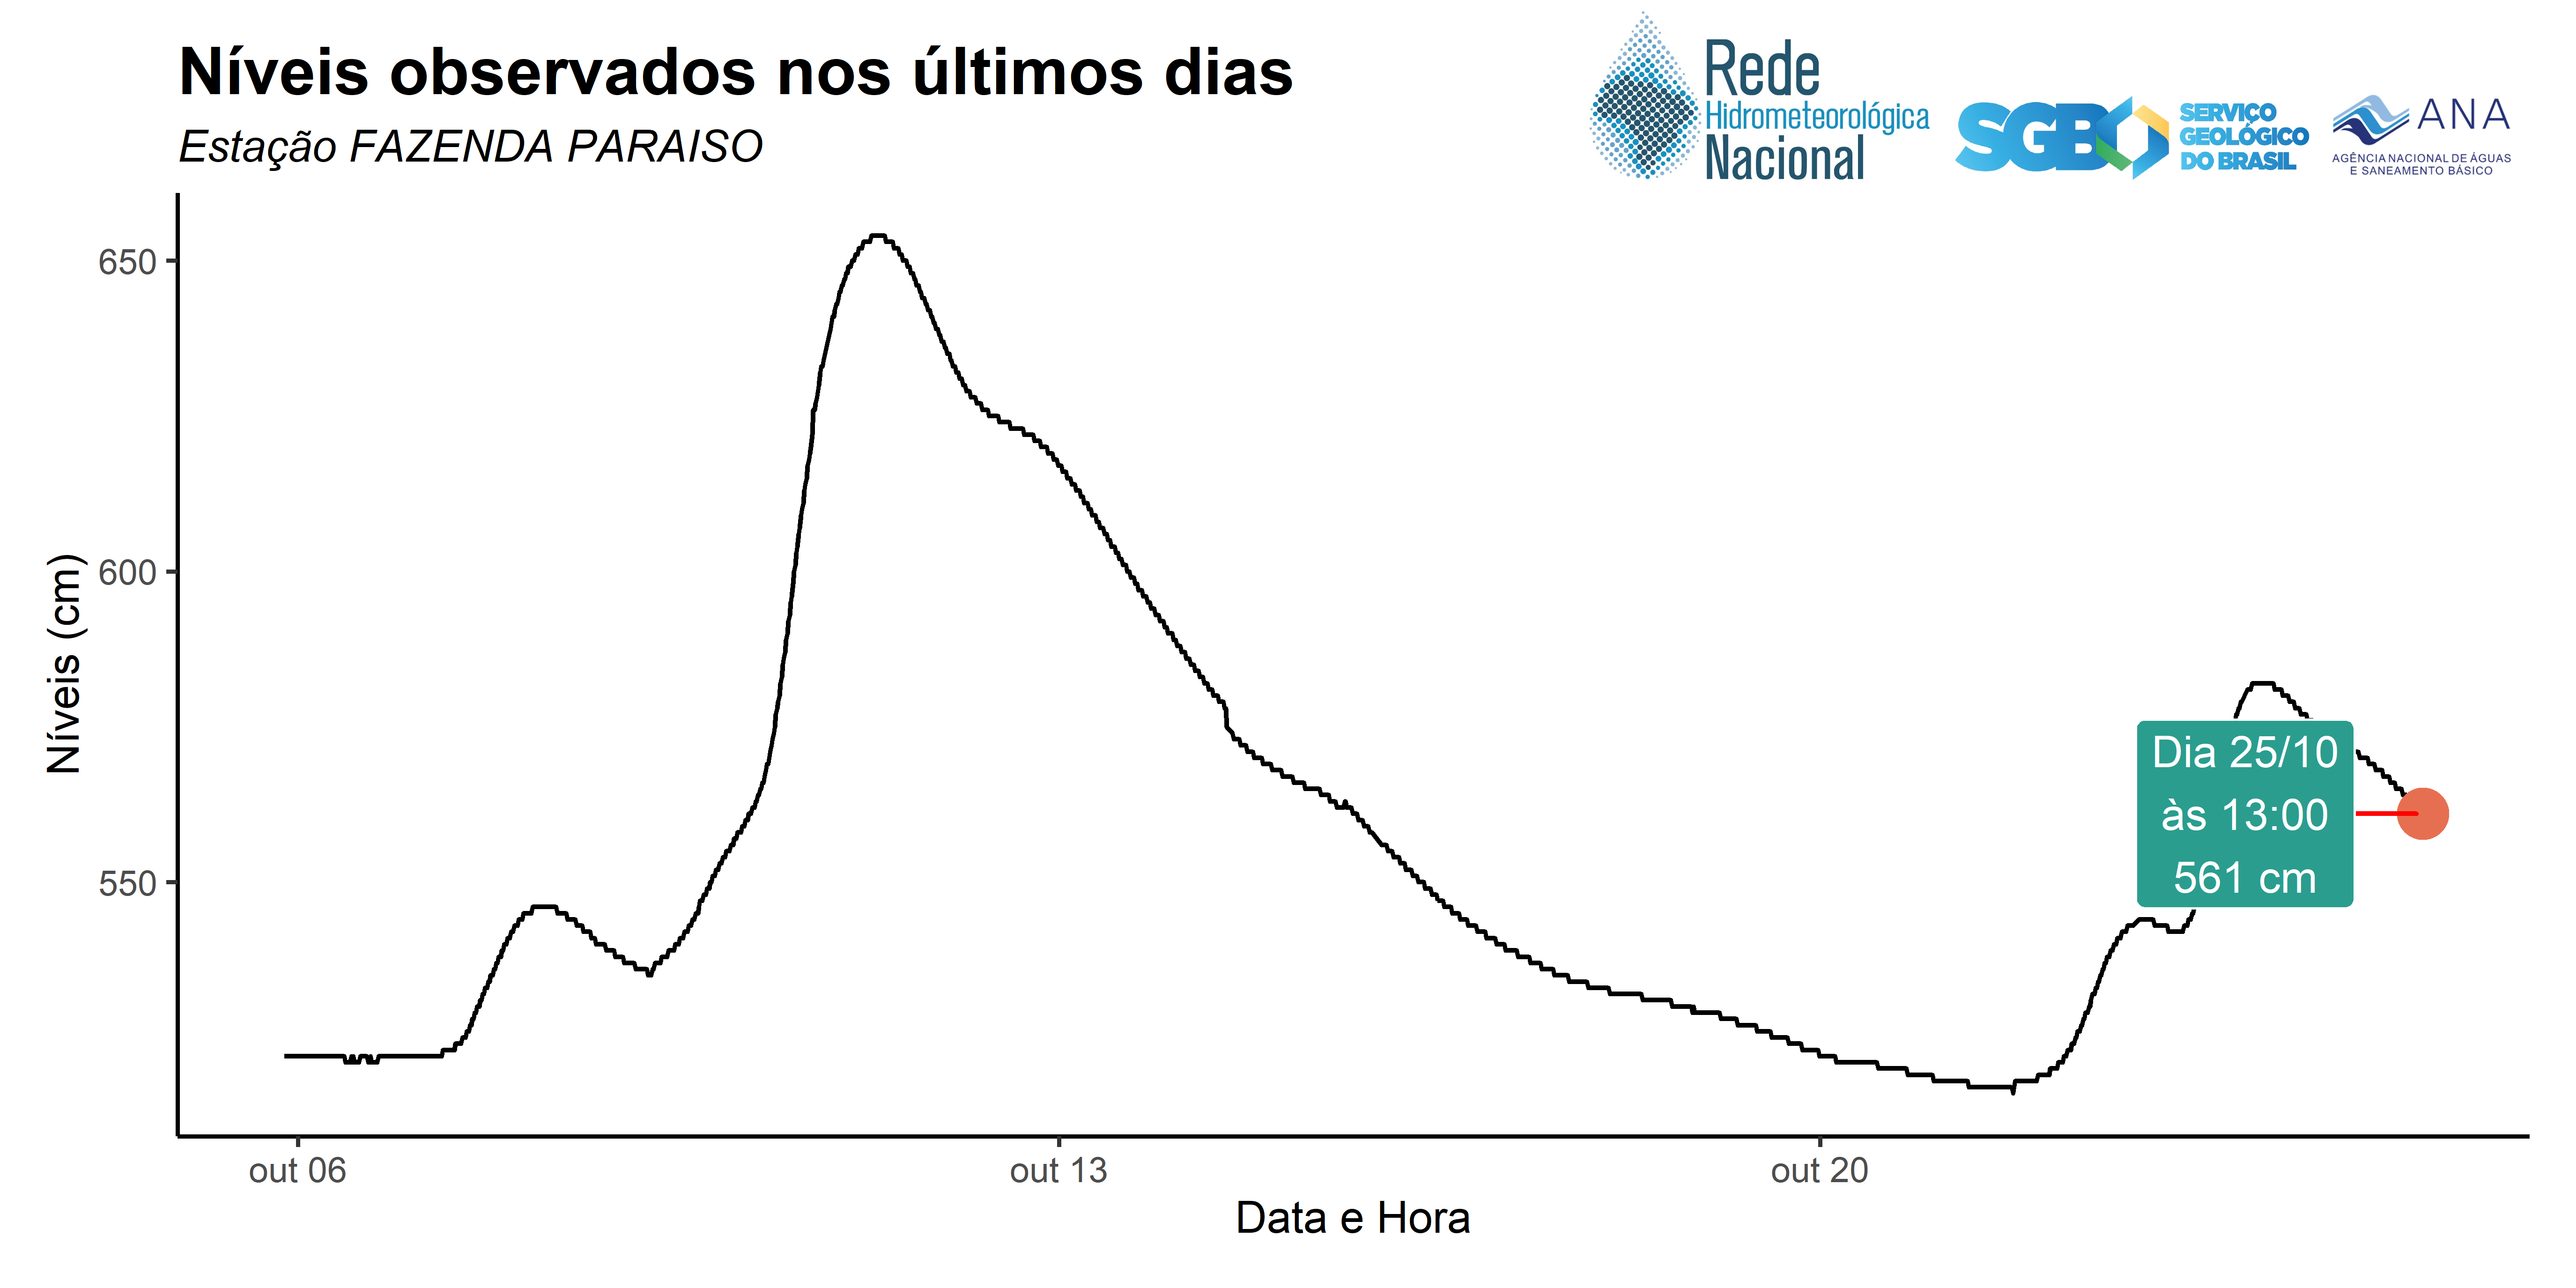 Níveis observados nos últimos dias
Estação FAZENDA PARAISO
Rede
Hidrometeorológica
Nacional
SGB
SERVIÇO
GEOLÓGICO
DO BRASIL
ANA
AGÊNCIA NACIONAL DE ÁGUAS
E SANEAMENTO BÁSICO
Níveis (cm)
650
600
550
Dia 25/10
às 13:00
561 cm
out 06
out 13
out 20
Data e Hora